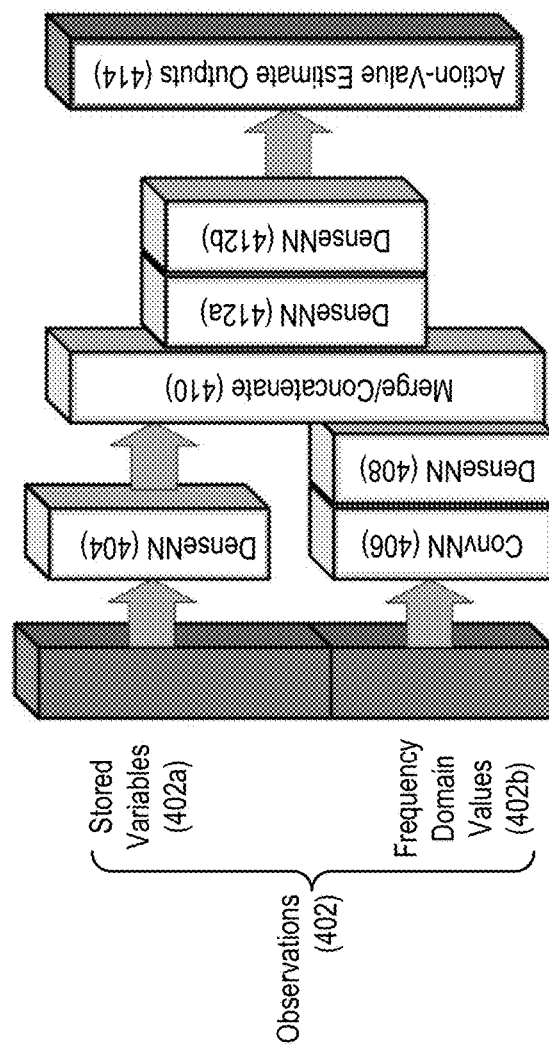 Observations
(402)
Stored
Variables
(402a)
Frequency
Domain
Values
(402b)
DenseNN (404)
ConvNN (406)
DenseNN (408)
Merge/Concatenate (410)
DenseNN (412a)
DenseNN (412b)
Action-Value Estimate Outputs (414)